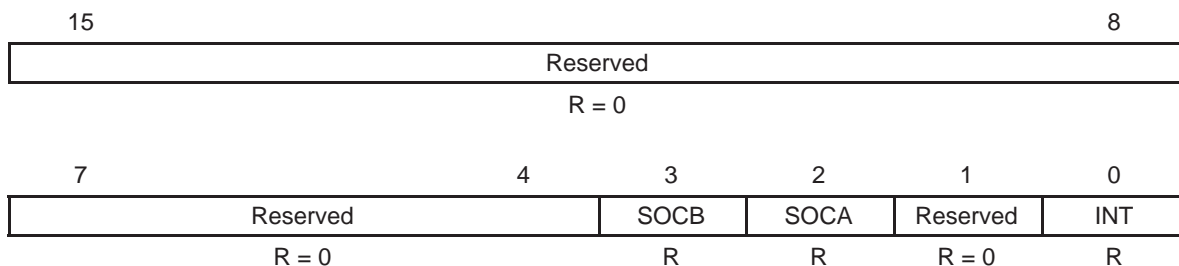 15 8
Reserved
R = 0
7 4 3 2 1 0
Reserved SOCB SOCA Reserved INT
R = 0 R R R = 0 R